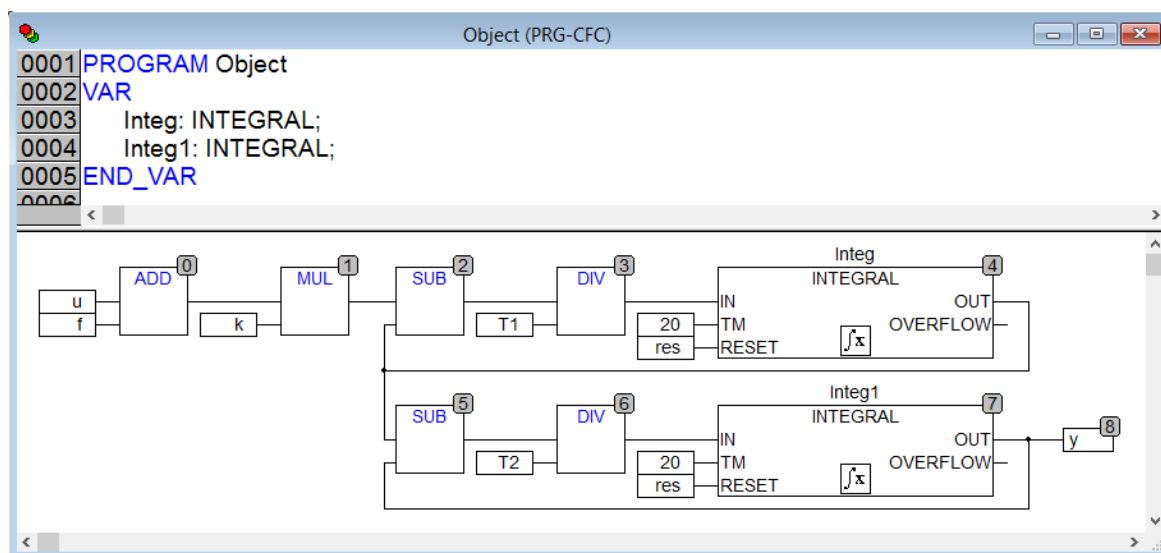 Object (PRG-CFC)
0001 PROGRAM Object
0002 VAR
0003 Integ: INTEGRAL;
0004 Integ1: INTEGRAL;
0005 END_VAR
0006
ADD 0
MUL 1
SUB 2
DIV 3
Integ
INTEGRAL 4
u
f
k
T1
IN
20 TM
res RESET
OUT
OVERFLOW
∫x
SUB 5
DIV 6
Integ1
INTEGRAL 7
T2
IN
20 TM
res RESET
OUT
OVERFLOW
∫x
y 8